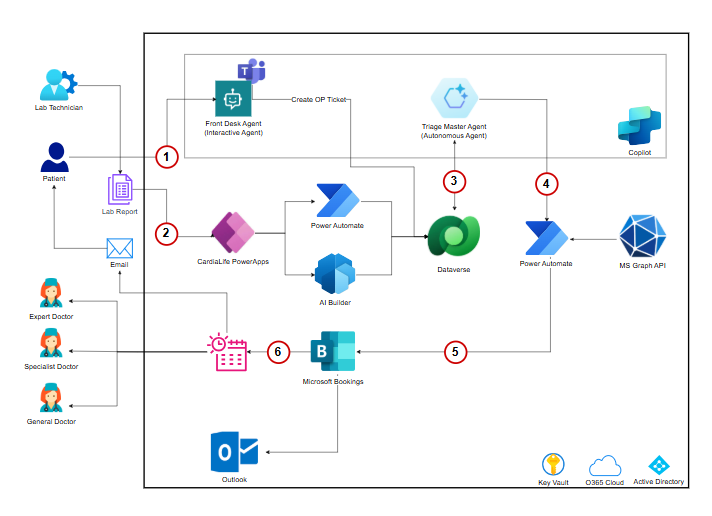 Lab Technician
T
Front Desk Agent
(Interactive Agent)
Create OP Ticket
Triage Master Agent
(Autonomous Agent)
Copilot
1
Patient
3
4
Lab Report
2
Power Automate
CardiaLife PowerApps
Email
Dataverse
Power Automate
MS Graph API
AI Builder
Expert Doctor
6
B
5
Specialist Doctor
Microsoft Bookings
General Doctor
O
Outlook
Key Vault
O365 Cloud
Active Directory